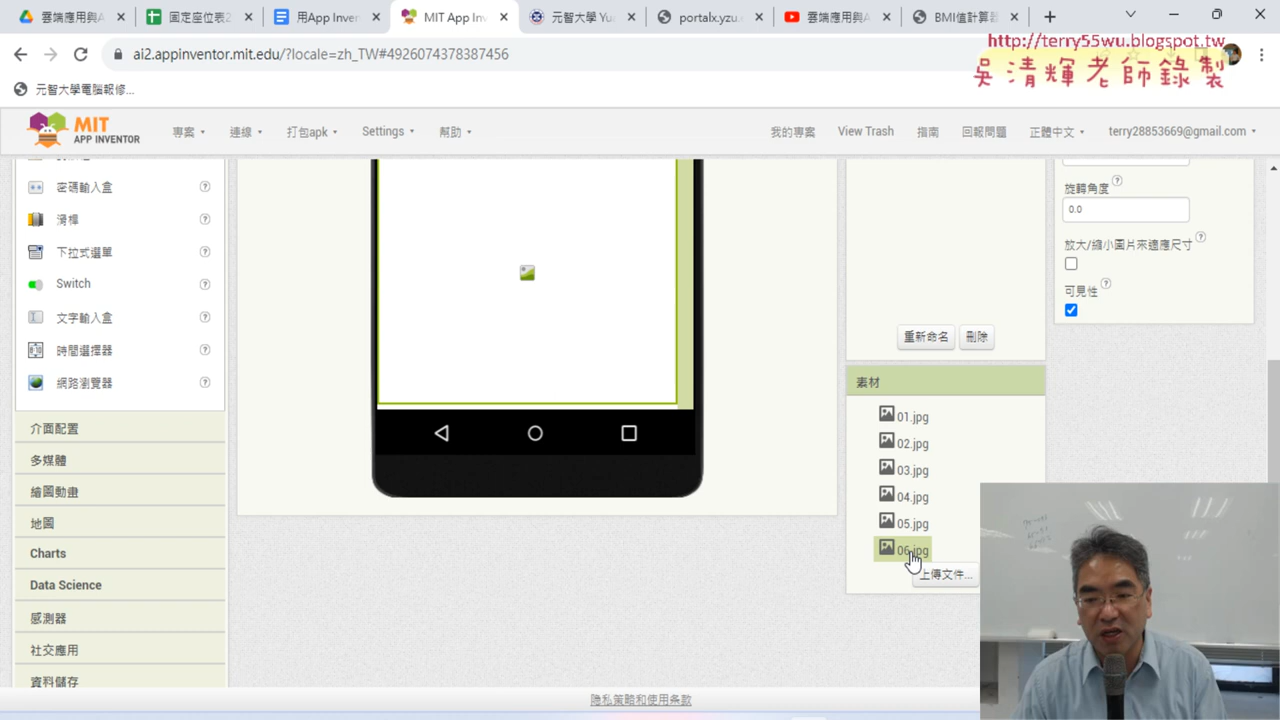 雲端應用與A
固定座位表2
用App Inven
MIT App Inv
元智大學 Yu
portalx.yzu.c
雲端應用與A
BMI值計算
http://terry55wu.blogspot.tw
吳清輝老師錄製
ai2.appinventor.mit.edu/?locale=zh_TW#4926074378387456
元智大學電腦報修...
MIT
APP INVENTOR
專案
連線
打包apk
Settings
幫助
我的專案
View Trash
指南
回報問題
正體中文
terry28853669@gmail.com
密碼輸入盒
滑桿
下拉式選單
Switch
文字輸入盒
時間選擇器
網路瀏覽器
介面配置
多媒體
繪圖動畫
地圖
Charts
Data Science
感測器
社交應用
資料儲存
重新命名
刪除
素材
01.jpg
02.jpg
03.jpg
04.jpg
05.jpg
06.jpg
上傳文件...
旋轉角度
0.0
放大/縮小圖片來適應尺寸
可見性
隐私策略和使用条款